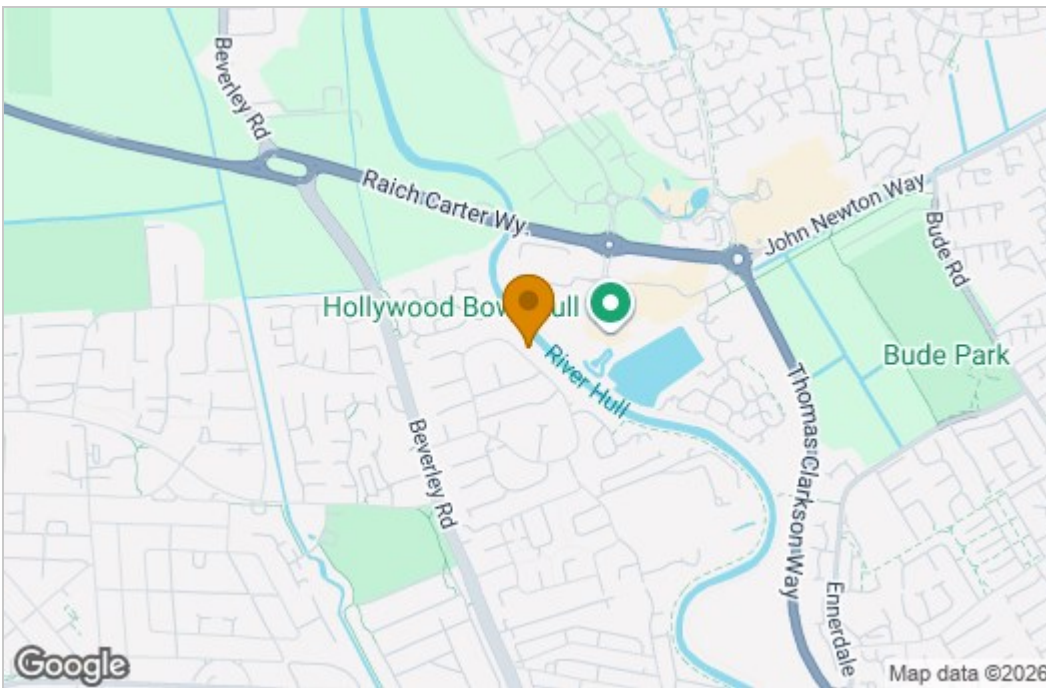 Beverley Rd
Raich Carter Wy
John Newton Way
Bude Rd
Hollywood Bowl Hull
River Hull
Bude Park
Thomas Clarkson Way
Beverley Rd
Ennerdale
Google
Map data ©2026